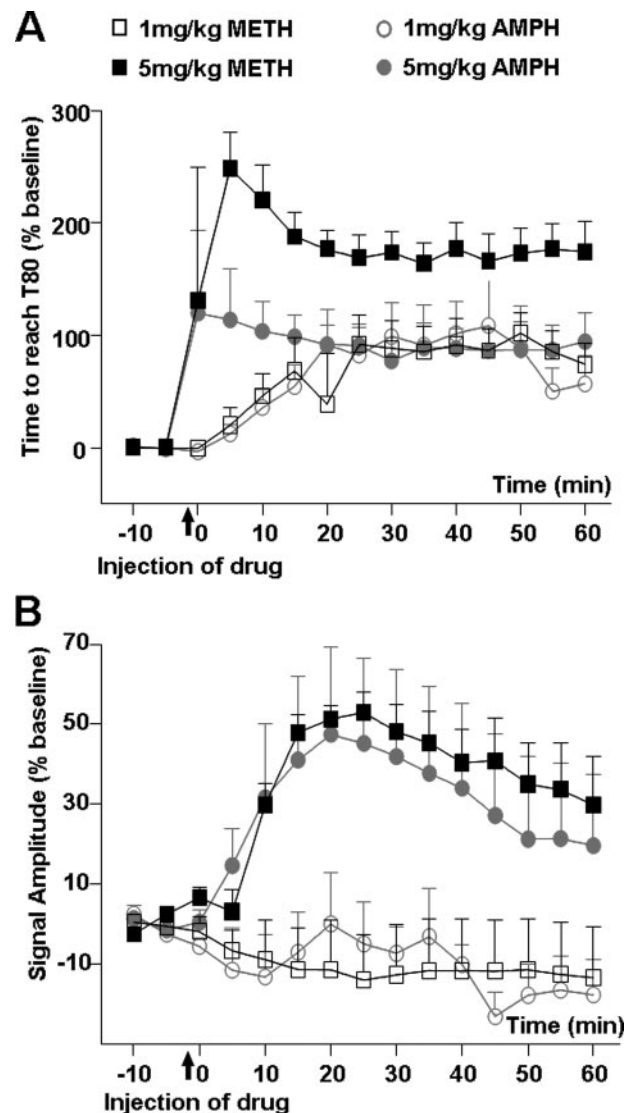 A
1mg/kg METH
1mg/kg AMPH
5mg/kg METH
5mg/kg AMPH
Time to reach T80 (% baseline)
300
200
100
0
Time (min)
-10 0 10 20 30 40 50 60
Injection of drug
B
Signal Amplitude (% baseline)
70
50
30
10
-10
Time (min)
-10 0 10 20 30 40 50 60
Injection of drug